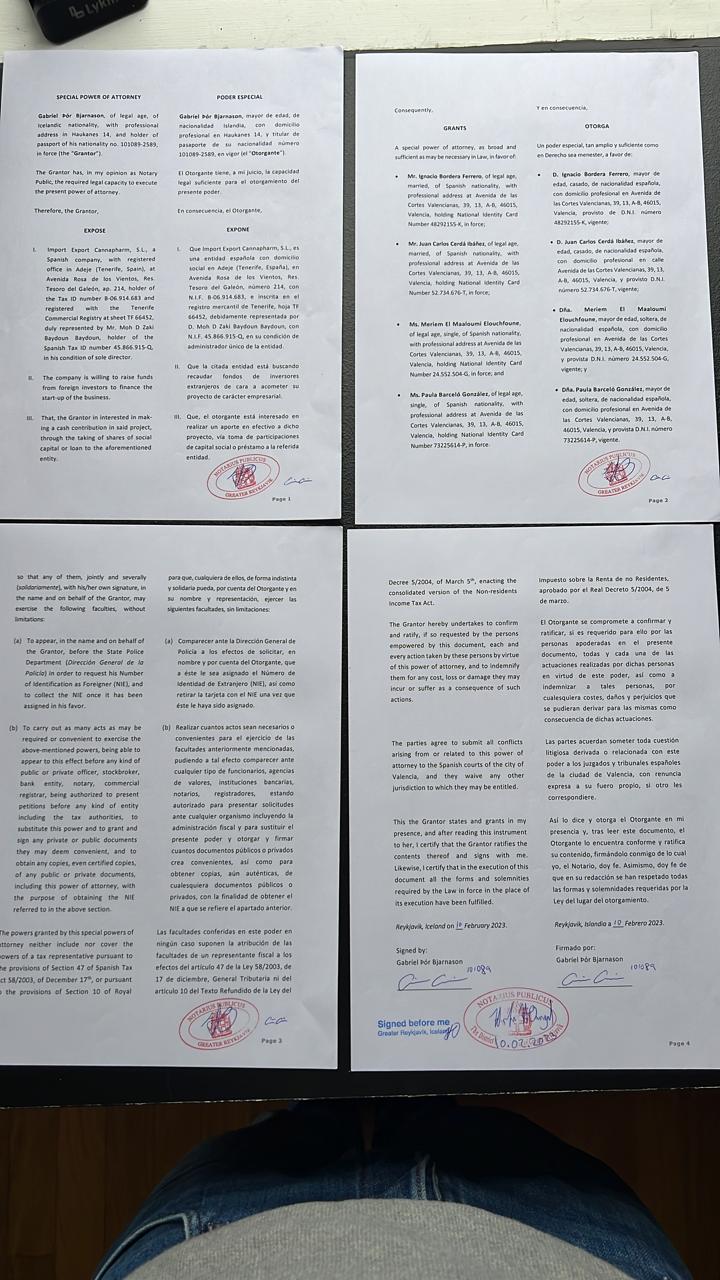 SPECIAL POWER OF ATTORNEY
Gabriel Þór Bjarnason, of legal age, of
Icelandic nationality, with professional
address in Haukanes 14, and holder of
passport of his nationality no. 101089-2589,
in force (the "Grantor").
The Grantor has, in my opinion as Notary
Public, the required legal capacity to execute
the present power of attorney.
Therefore, the Grantor,
EXPOSE
I. Import Export Cannapharm, S.L., a
Spanish company, with registered
office in Adeje (Tenerife, Spain), at
Avenida Rosa de los Vientos, Res.
Tesoro del Galeón, ap. 214, holder of
the Tax ID number B-06.914.683 and
registered with the Tenerife
Commercial Registry at sheet TF 66452,
duly represented by Mr. Moh D Zaki
Baydoun Baydoun, holder of the
Spanish Tax ID number 45.866.915-Q,
in his condition of sole director.
II. The company is willing to raise funds
from foreign investors to finance the
start-up of the business.
III. That, the Grantor in interested in mak-
ing a cash contribution in said project,
through the taking of shares of social
capital or loan to the aforementioned
entity.
PODER ESPECIAL
Gabriel Þór Bjarnason, mayor de edad, de
nacionalidad Islandia, con domicilio
profesional en Haukanes 14, y titular de
pasaporte de su nacionalidad número
101089-2589, en vigor (el "Otorgante").
El Otorgante tiene, a mi juicio, la capacidad
legal suficiente para el otorgamiento del
presente poder.
En consecuencia, el Otorgante,
EXPONE
I. Que Import Export Cannapharm, S.L., es
una entidad española con domicilio
social en Adeje (Tenerife, España), en
Avenida Rosa de los Vientos, Res.
Tesoro del Galeón, número 214, con
N.I.F. B-06.914.683, e inscrita en el
registro mercantil de Tenerife, hoja TF
66452, debidamente representada por
D. Moh D Zaki Baydoun Baydoun, con
N.I.F. 45.866.915-Q, en su condición de
administrador único de la entidad.
II. Que la citada entidad está buscando
recaudar fondos de inversores
extranjeros de cara a acometer su
proyecto de carácter empresarial.
III. Que, el otorgante está interesado en
realizar un aporte en efectivo a dicho
proyecto, vía toma de participaciones
de capital social o préstamo a la referida
entidad.
NOTARIUS PUBLICUS
GREATER REYKJAVIK
Page 1
Consequently,
GRANTS
A special power of attorney, as broad and
sufficient as may be necessary in Law, in favor of:
• Mr. Ignacio Bordera Ferrero, of legal age,
married, of Spanish nationality, with
professional address at Avenida de las
Cortes Valencianas, 39, 13, A-B, 46015,
Valencia, holding National Identity Card
Number 48292155-K, in force;
• Mr. Juan Carlos Cerdá Ibáñez, of legal age,
married, of Spanish nationality, with
professional address at Avenida de las
Cortes Valencianas, 39, 13, A-B, 46015,
Valencia, holding National Identity Card
Number 52.734.676-T, in force;
• Ms. Meriem El Maaloumi Elouchfoune,
of legal age, single, of Spanish nationality,
with professional address at Avenida de las
Cortes Valencianas, 39, 13, A-B, 46015,
Valencia, holding National Identity Card
Number 24.552.504-G, in force; and
• Ms. Paula Barceló González, of legal age,
single, of Spanish nationality, with
professional address at Avenida de las
Cortes Valencianas, 39, 13, A-B, 46015,
Valencia, holding National Identity Card
Number 73225614-P, in force.
Y en consecuencia,
OTORGA
Un poder especial, tan amplio y suficiente como
en Derecho sea menester, a favor de:
• D. Ignacio Bordera Ferrero, mayor de
edad, casado, de nacionalidad española,
con domicilio profesional en Avenida de las
Cortes Valencianas, 39, 13, A-B, 46015,
Valencia, provisto de D.N.I. número
48292155-K, vigente;
• D. Juan Carlos Cerdá Ibáñez, mayor de
edad, casado, de nacionalidad española,
con domicilio profesional en calle
Avenida de las Cortes Valencianas, 39, 13,
A-B, 46015, Valencia, y provisto D.N.I.
número 52.734.676-T, vigente;
• Dña. Meriem El Maaloumi
Elouchfoune, mayor de edad, soltera, de
nacionalidad española, con domicilio
profesional en Avenida de las Cortes
Valencianas, 39, 13, A-B, 46015, Valencia,
y provista D.N.I. número 24.552.504-G,
vigente; y
• Dña. Paula Barceló González, mayor de
edad, soltera, de nacionalidad española,
con domicilio profesional en Avenida de
las Cortes Valencianas, 39, 13, A-B,
46015, Valencia, y provista D.N.I. número
73225614-P, vigente.
NOTARIUS PUBLICUS
GREATER REYKJAVIK
Page 2
so that any of them, jointly and severally
(solidariamente), with his/her own signature, in
the name and on behalf of the Grantor, may
exercise the following faculties, without
limitations:
(a) To appear, in the name and on behalf of
the Grantor, before the State Police
Department (Dirección General de la
Policía) in order to request his Number
of Identification as Foreigner (NIE), and
to collect the NIE once it has been
assigned in his favor.
(b) To carry out as many acts as may be
required or convenient to exercise the
above-mentioned powers, being able to
appear to this effect before any kind of
public or private officer, stockbroker,
bank entity, notary, commercial
registrar, being authorized to present
petitions before any kind of entity
including the tax authorities, to
substitute this power and to grant and
sign any private or public documents
they may deem convenient, and to
obtain any copies, even certified copies,
of any public or private documents,
including this power of attorney, with
the purpose of obtaining the NIE
referred to in the above section.
The powers granted by this special powers of
attorney neither include nor cover the
owers of a tax representative pursuant to
he provisions of Section 47 of Spanish Tax
ct 58/2003, of December 17th, or pursuant
o the provisions of Section 10 of Royal
para que, cualquiera de ellos, de forma indistinta
y solidaria pueda, por cuenta del Otorgante y en
su nombre y representación, ejercer las
siguientes facultades, sin limitaciones:
(a) Comparecer ante la Dirección General de
Policía a los efectos de solicitar, en
nombre y por cuenta del Otorgante, que
a éste le sea asignado el Número de
Identidad de Extranjero (NIE), así como
retirar la tarjeta con el NIE una vez que
éste le haya sido asignado.
(b) Realizar cuantos actos sean necesarios o
convenientes para el ejercicio de las
facultades anteriormente mencionadas,
pudiendo a tal efecto comparecer ante
cualquier tipo de funcionarios, agencias
de valores, instituciones bancarias,
notarios, registradores, estando
autorizado para presentar solicitudes
ante cualquier organismo incluyendo la
administración fiscal y para sustituir el
presente poder y otorgar y firmar
cuantos documentos públicos o privados
crea convenientes, así como para
obtener copias, aún auténticas, de
cualesquiera documentos públicos o
privados, con la finalidad de obtener el
NIE a que se refiere el apartado anterior.
Las facultades conferidas en este poder en
ningún caso suponen la atribución de las
facultades de un representante fiscal a los
efectos del artículo 47 de la Ley 58/2003, de
17 de diciembre, General Tributaria ni del
artículo 10 del Texto Refundido de la Ley del
NOTARIUS PUBLICUS
GREATER REYKJAVIK
Page 3
Decree 5/2004, of March 5th, enacting the
consolidated version of the Non-residents
Income Tax Act.
The Grantor hereby undertakes to confirm
and ratify, if so requested by the persons
empowered by this document, each and
every action taken by these persons by virtue
of this power of attorney, and to indemnify
them for any cost, loss or damage they may
incur or suffer as a consequence of such
actions.
The parties agree to submit all conflicts
arising from or related to this power of
attorney to the Spanish courts of the city of
Valencia, and they waive any other
jurisdiction to which they may be entitled.
This the Grantor states and grants in my
presence, and after reading this instrument
to her, I certify that the Grantor ratifies the
contents thereof and signs with me.
Likewise, I certify that in the execution of this
document all the forms and solemnities
required by the Law in force in the place of
its execution have been fulfilled.
Reykjavik, Iceland on 10 February 2023.
Signed by:
Gabriel Þór Bjarnason
101089
Impuesto sobre la Renta de no Residentes,
aprobado por el Real Decreto 5/2004, de 5
de marzo.
El Otorgante se compromete a confirmar y
ratificar, si es requerido para ello por las
personas apoderadas en el presente
documento, todas y cada una de las
actuaciones realizadas por dichas personas
en virtud de este poder, así como a
indemnizar a tales personas, por
cualesquiera costes, daños y perjuicios que
se pudieran derivar para las mismas como
consecuencia de dichas actuaciones.
Las partes acuerdan someter toda cuestión
litigiosa derivada o relacionada con este
poder a los juzgados y tribunales españoles
de la ciudad de Valencia, con renuncia
expresa a su fuero propio, si otro les
correspondiere.
Así lo dice y otorga el Otorgante en mi
presencia y, tras leer este documento, el
Otorgante lo encuentra conforme y ratifica
su contenido, firmándolo conmigo de lo cual
yo, el Notario, doy fe. Asimismo, doy fe de
que en su redacción se han respetado todas
las formas y solemnidades requeridas por la
Ley del lugar del otorgamiento.
Reykjavik, Islandia a 10 Febrero 2023.
Firmado por:
Gabriel Þór Bjarnason
101089
Signed before me
Greater Reykjavik, Iceland
NOTARIUS PUBLICUS
10.02.2023
Page 4